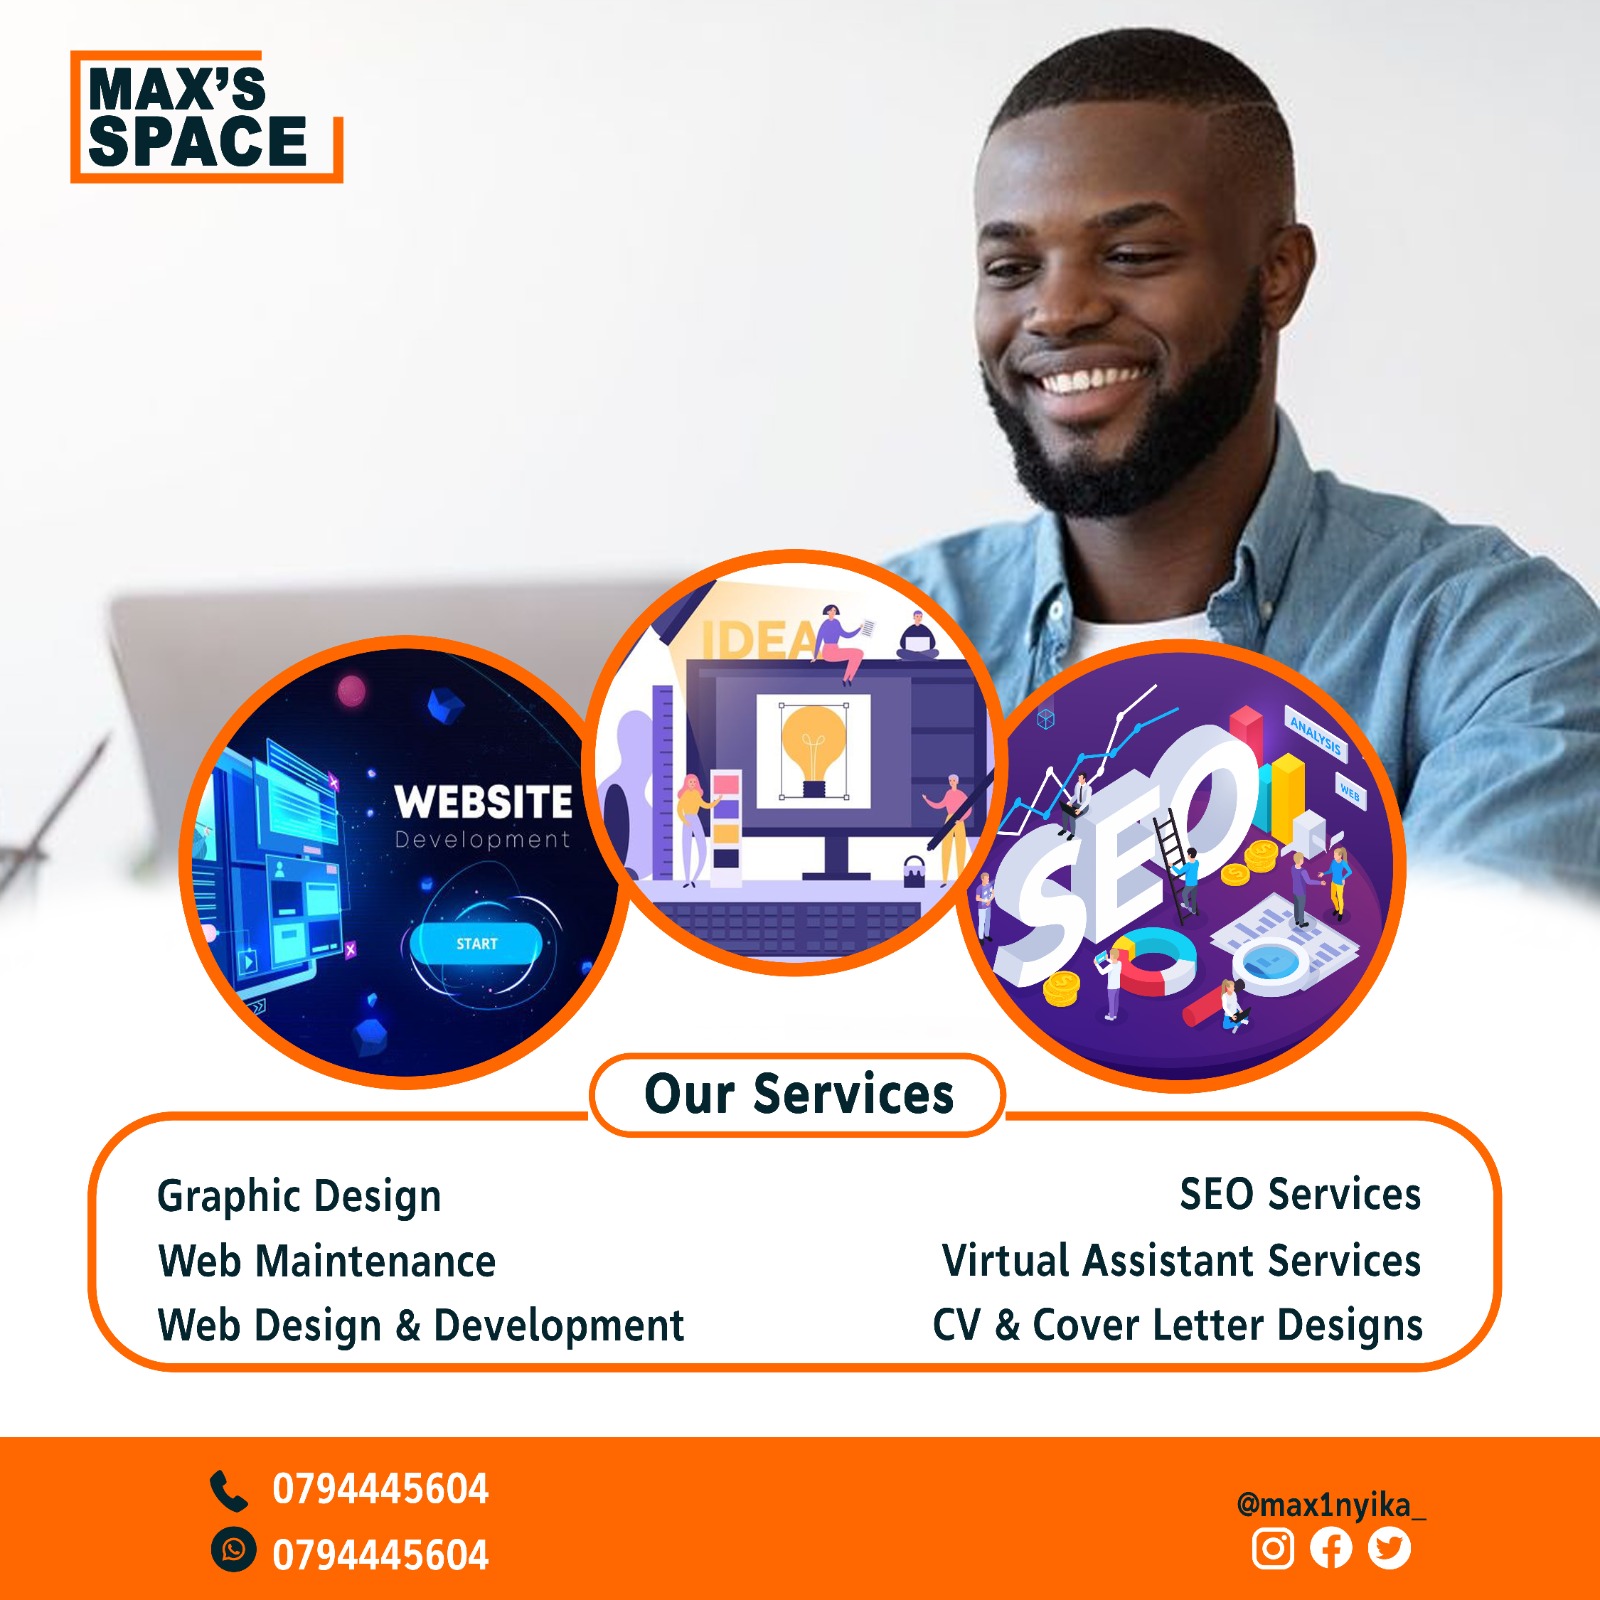 MAX'S
SPACE
IDEA
WEBSITE
Development
START
SEO
ANALYSIS
WEB
Our Services
Graphic Design
Web Maintenance
Web Design & Development
SEO Services
Virtual Assistant Services
CV & Cover Letter Designs
0794445604
0794445604
@max1nyika_